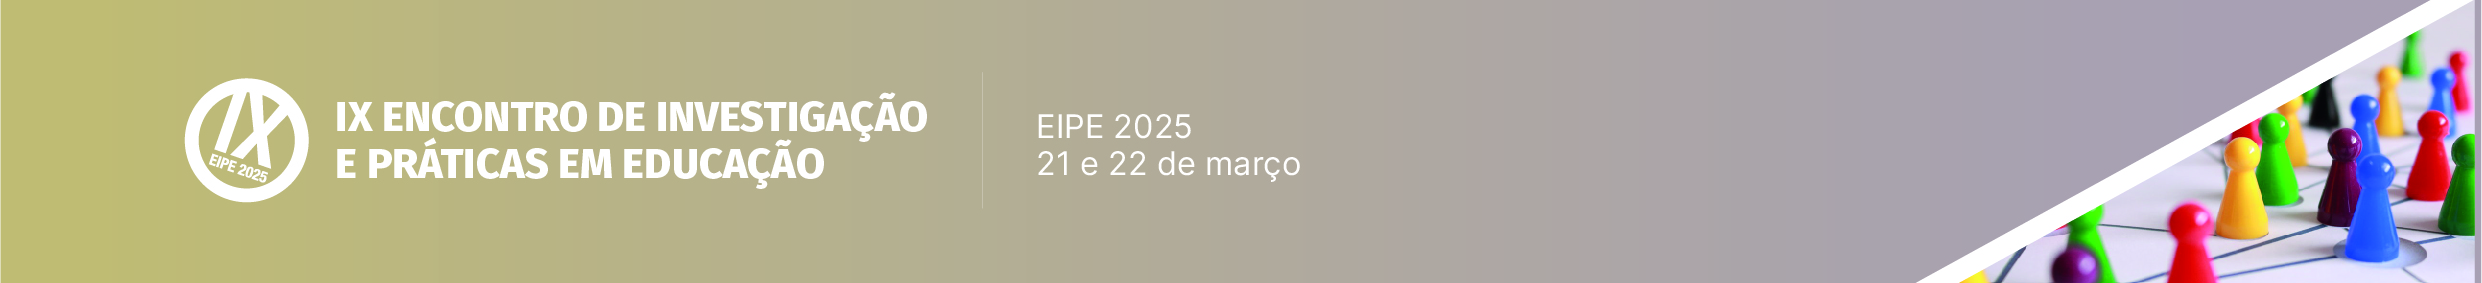 IX
EIPE 2025
IX ENCONTRO DE INVESTIGAÇÃO
E PRÁTICAS EM EDUCAÇÃO
EIPE 2025
21 e 22 de março